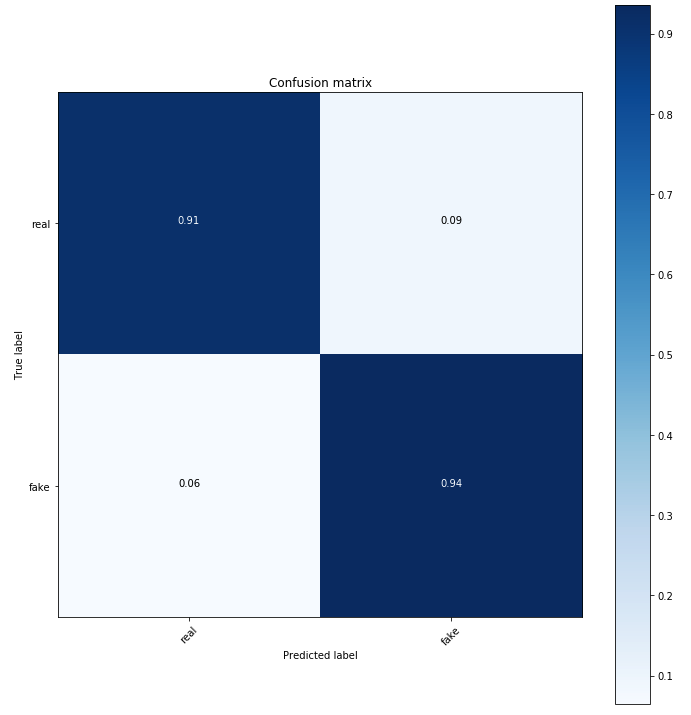 Confusion matrix
True label
real
0.91
0.09
fake
0.06
0.94
real
fake
Predicted label
0.9
0.8
0.7
0.6
0.5
0.4
0.3
0.2
0.1